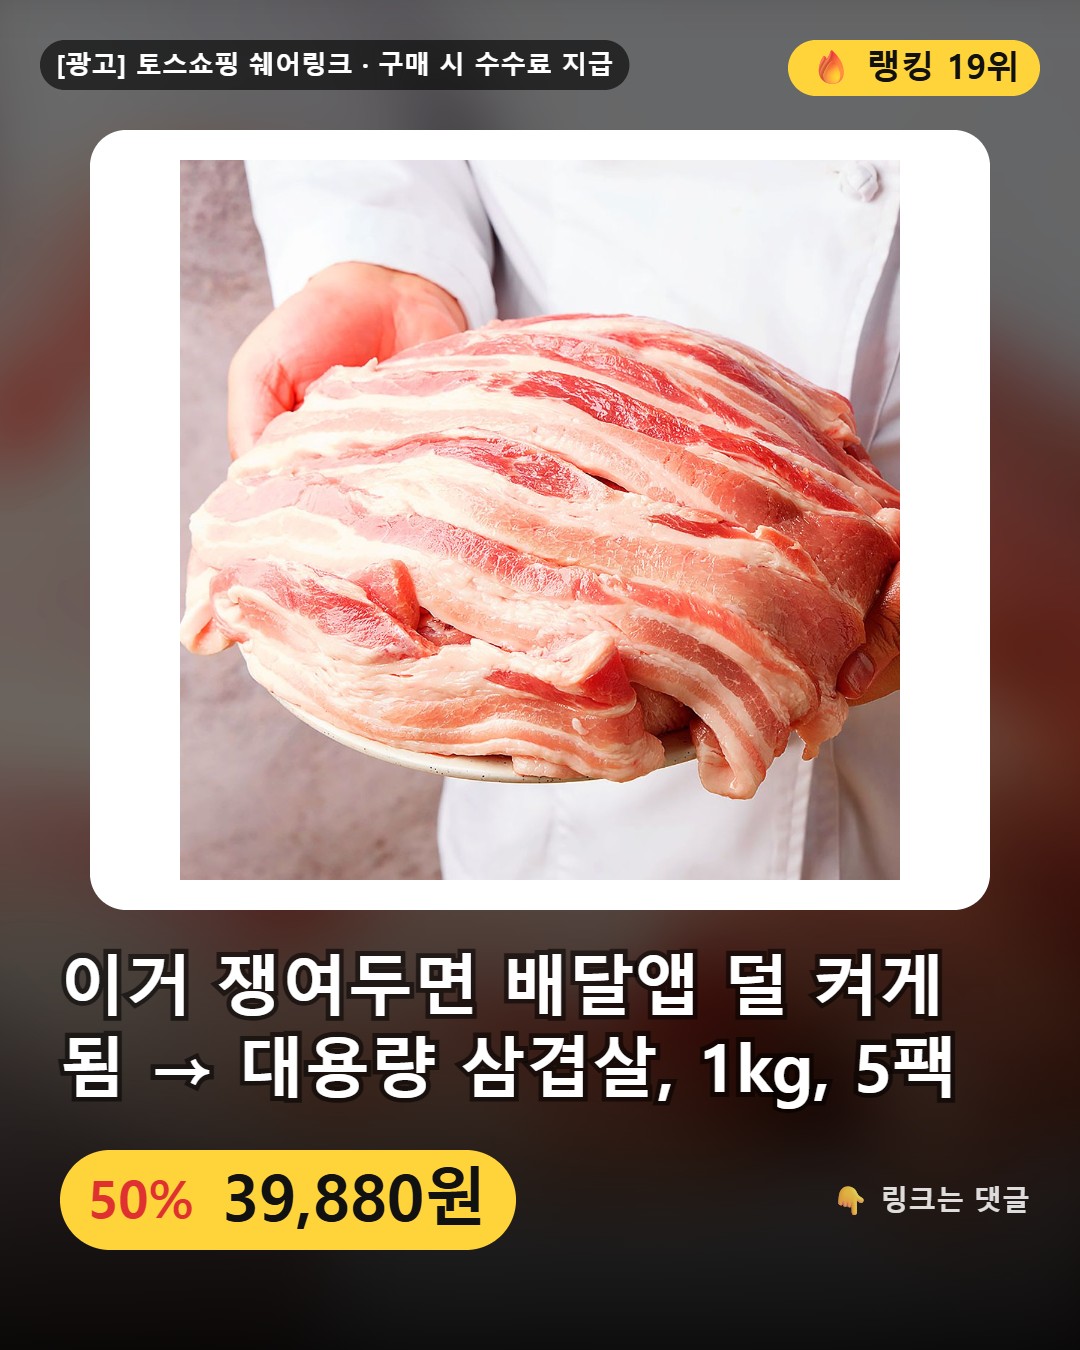 [광고] 토스쇼핑 쉐어링크 · 구매 시 수수료 지급
🔥 랭킹 19위
이거 쟁여두면 배달앱 덜 켜게
됨 → 대용량 삼겹살, 1kg, 5팩
50% 39,880원
👇 링크는 댓글